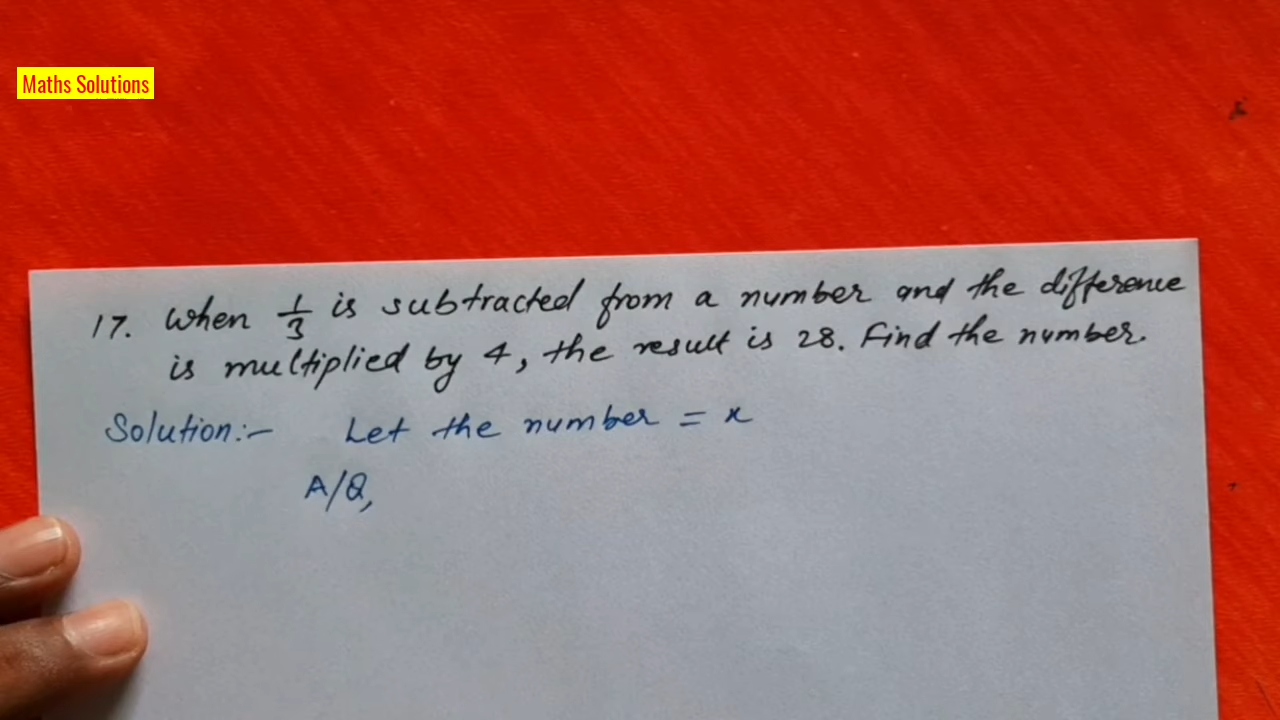 Maths Solutions
17. When 1/3 is subtracted from a number and the difference
is multiplied by 4, the result is 28. Find the number.
Solution:- Let the number = x
A/Q,